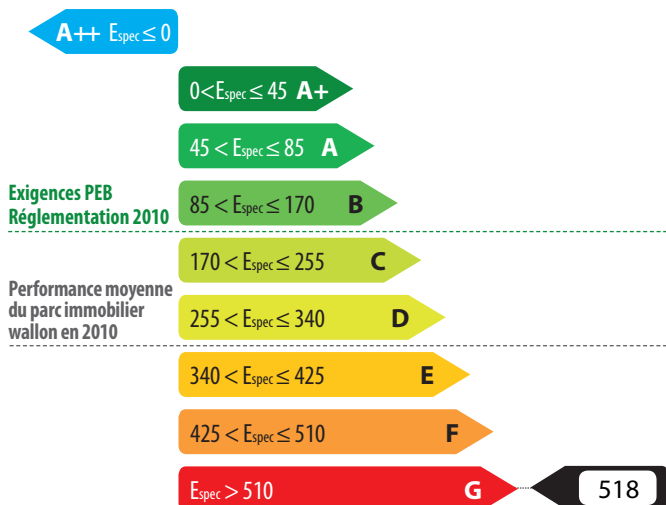 A++ Espec ≤ 0
0<Espec ≤ 45 A+
45 < Espec ≤ 85 A
Exigences PEB
Réglementation 2010
85 < Espec ≤ 170 B
170 < Espec ≤ 255 C
Performance moyenne
du parc immobilier
wallon en 2010
255 < Espec ≤ 340 D
340 < Espec ≤ 425 E
425 < Espec ≤ 510 F
Espec > 510 G 518